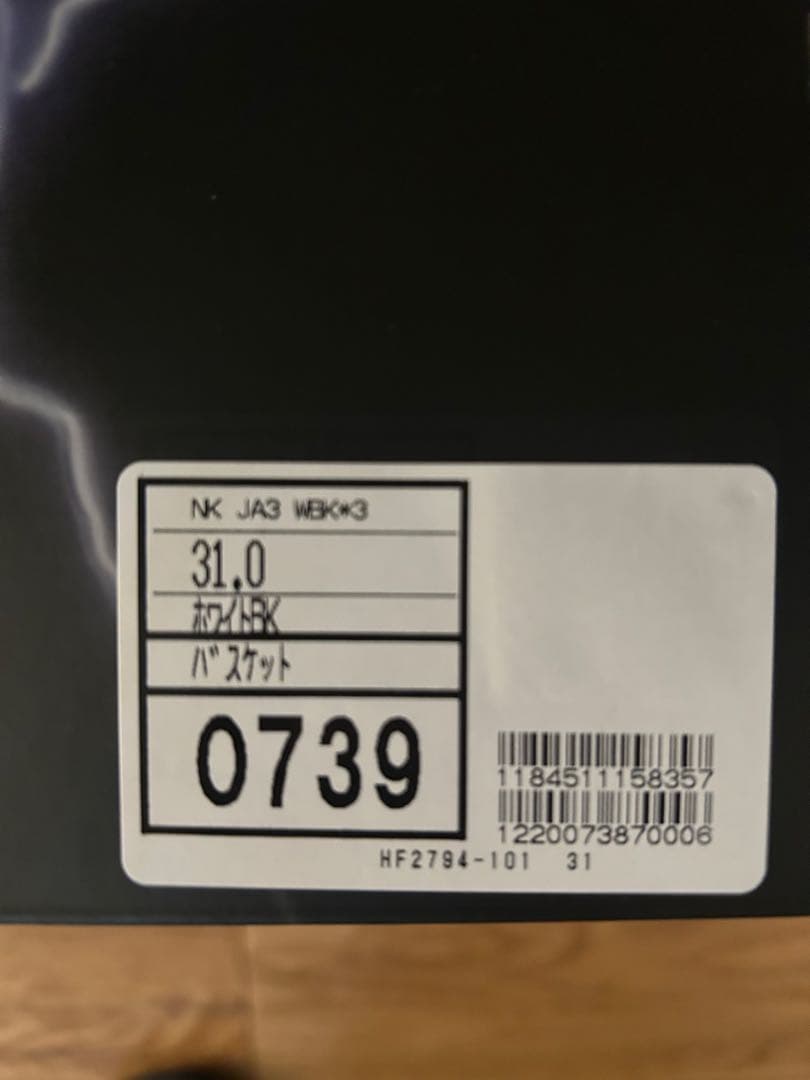 NK JA3 WBK*3
31.0
ﾎﾜｲﾄBK
ﾊﾞｽｹｯﾄ
0739
1184511158357
1220073870006
HF2794-101 31